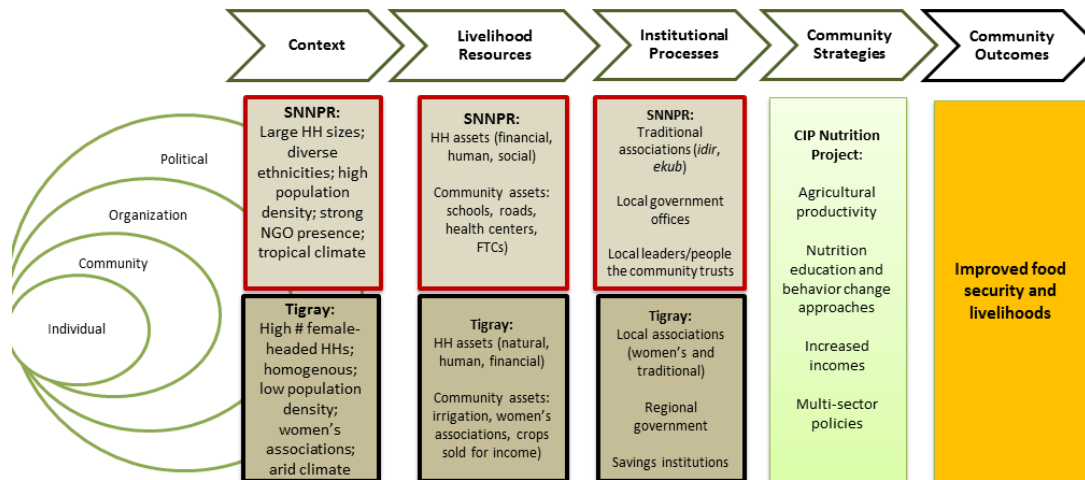 Context
Livelihood
Resources
Institutional
Processes
Community
Strategies
Community
Outcomes
Political
Organization
Community
Individual
SNNPR:
Large HH sizes;
diverse
ethnicities; high
population
density; strong
NGO presence;
tropical climate
Tigray:
High # female-
headed HHs;
homogenous;
low population
density;
women's
associations;
arid climate
SNNPR:
HH assets (financial,
human, social)
Community assets:
schools, roads,
health centers,
FTCs)
Tigray:
HH assets (natural,
human, financial)
Community assets:
irrigation, women's
associations, crops
sold for income)
SNNPR:
Traditional
associations (idir,
ekub)
Local government
offices
Local leaders/people
the community trusts
Tigray:
Local associations
(women's and
traditional)
Regional
government
Savings institutions
CIP Nutrition
Project:
Agricultural
productivity
Nutrition
education and
behavior change
approaches
Increased
incomes
Multi-sector
policies
Improved food
security and
livelihoods